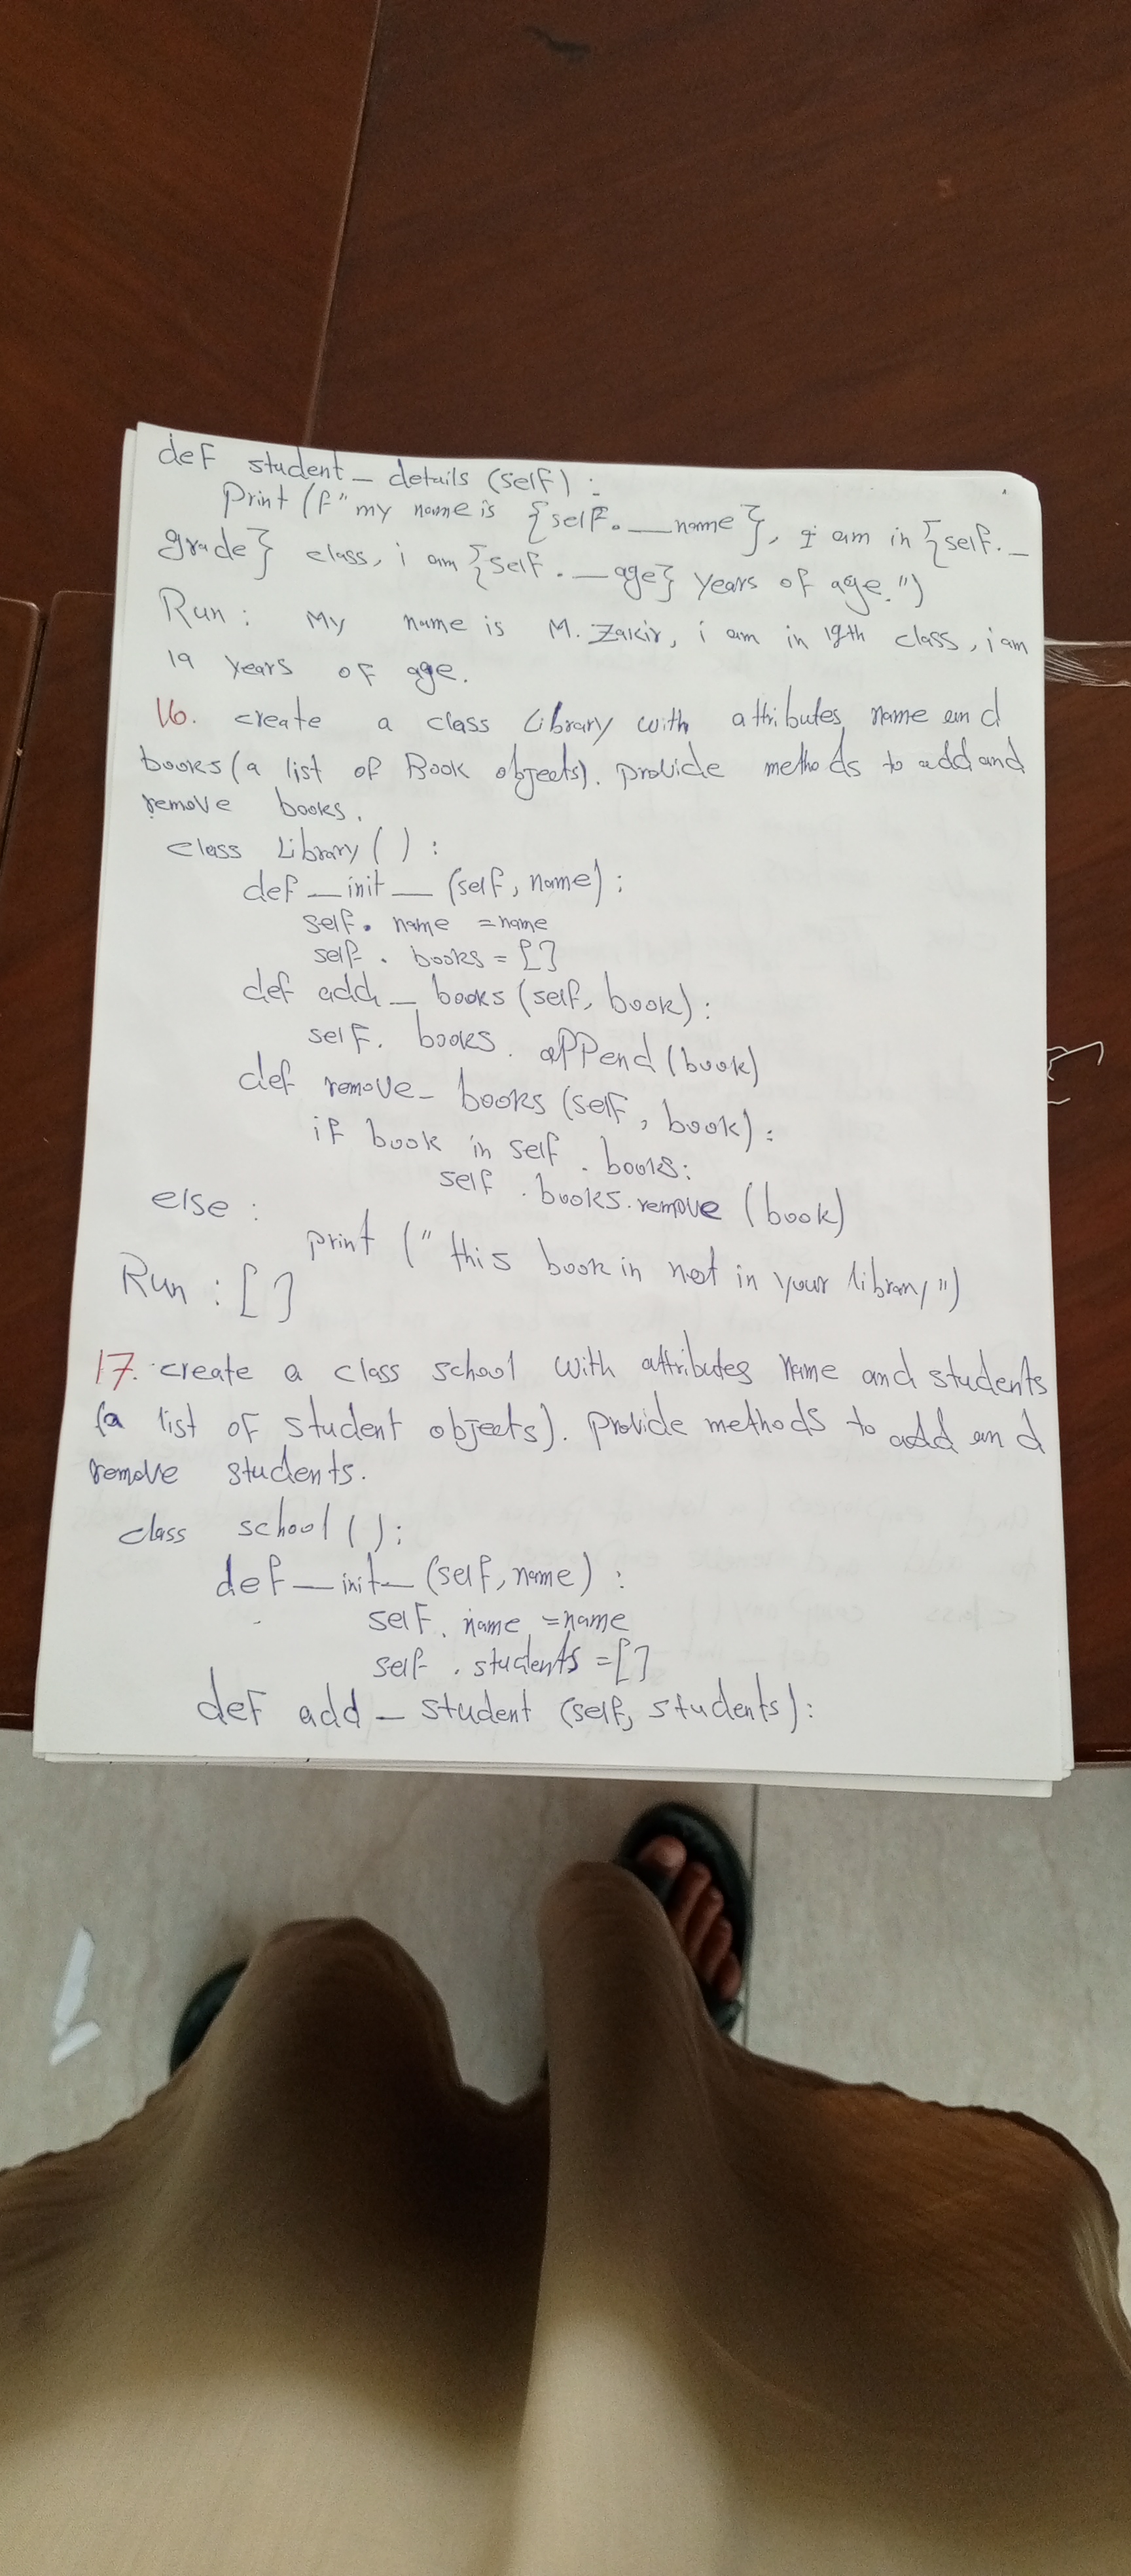 def student_details (self) :
Print (f" my name is {self.__name}, i am in {self._
grade} class, i am {self.__age} years of age.")
Run : My name is M. Zakir, i am in 19th class, i am
19 years of age.
16. create a class Library with attributes name and
books (a list of Book objects). provide methods to add and
remove books.
class Library ( ) :
def __init__ (self, name) :
self. name = name
self. books = []
def add_books (self, book) :
self. books. append (book)
def remove_books (self, book) :
if book in self . books :
self . books. remove (book)
else :
print (" this book in not in your library ")
Run : [ ]
17. create a class school with attributes name and students
(a list of student objects). provide methods to add and
remove students.
class school ( ) :
def __init__ (self, name) :
self. name = name
self . students = []
def add_student (self, students) :